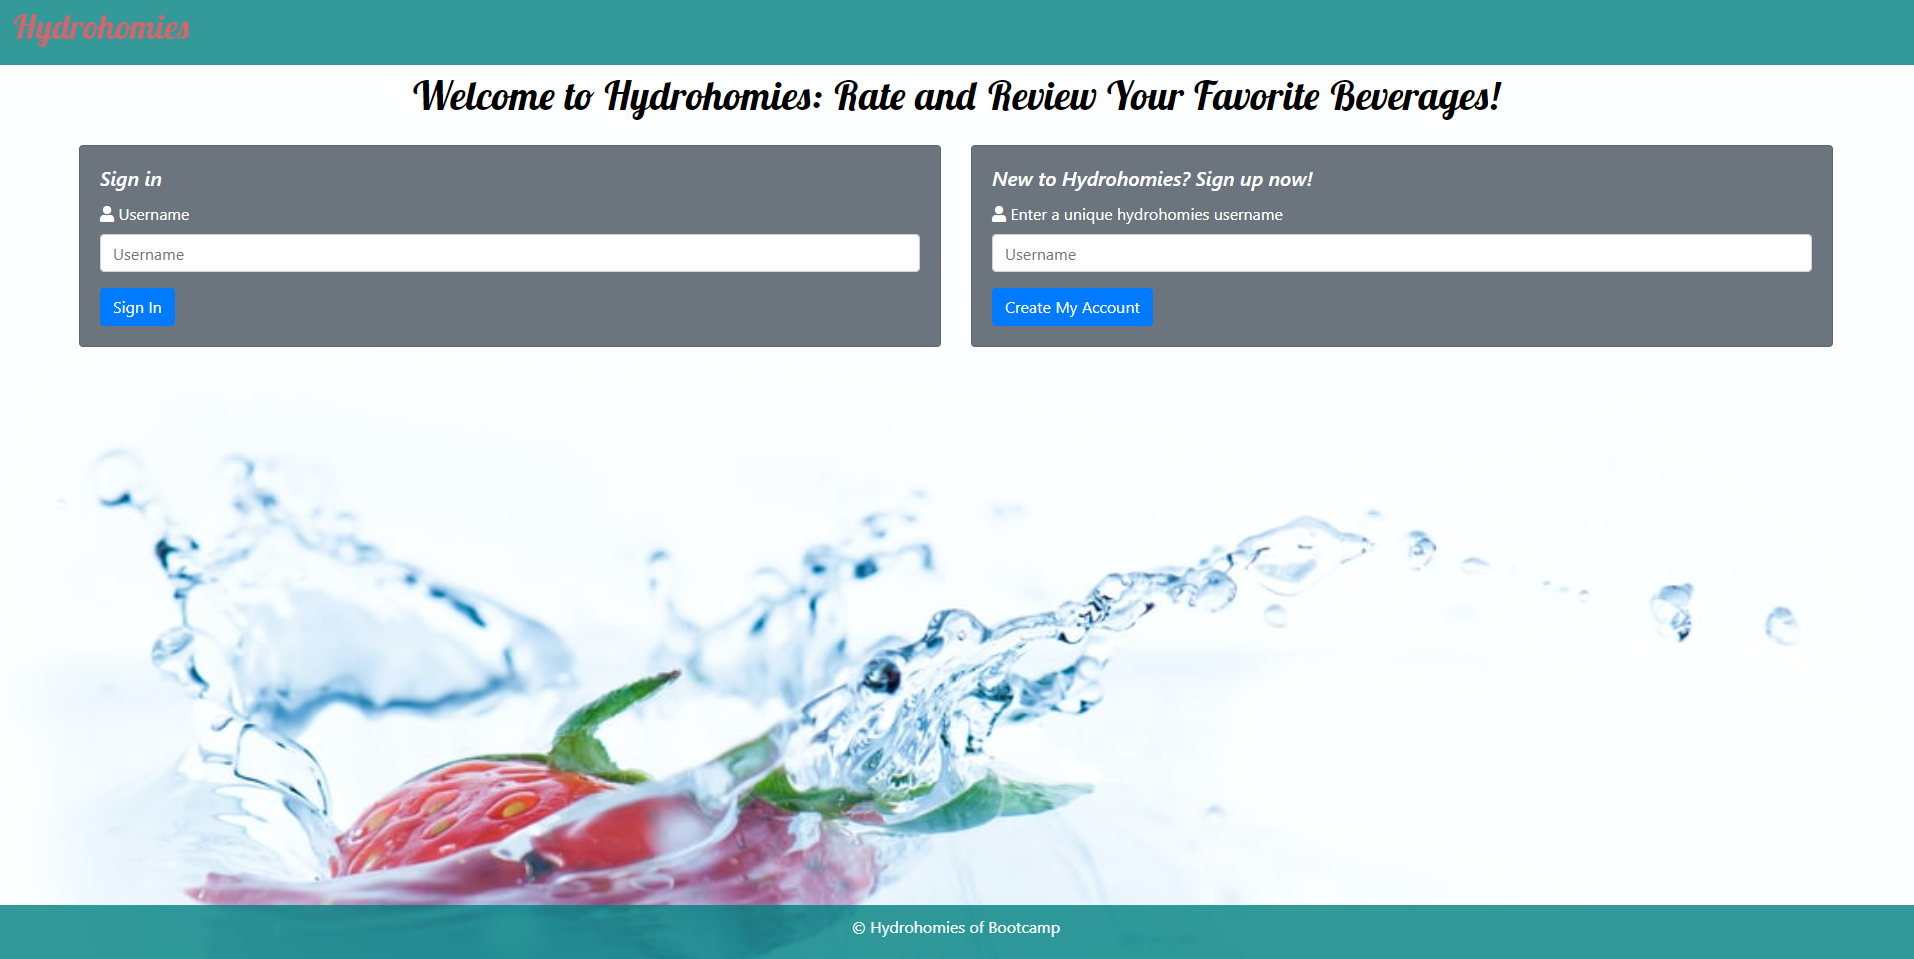 Hydrohomies
Welcome to Hydrohomies: Rate and Review Your Favorite Beverages!
Sign in
Username
Username
Sign In
New to Hydrohomies? Sign up now!
Enter a unique hydrohomies username
Username
Create My Account
© Hydrohomies of Bootcamp